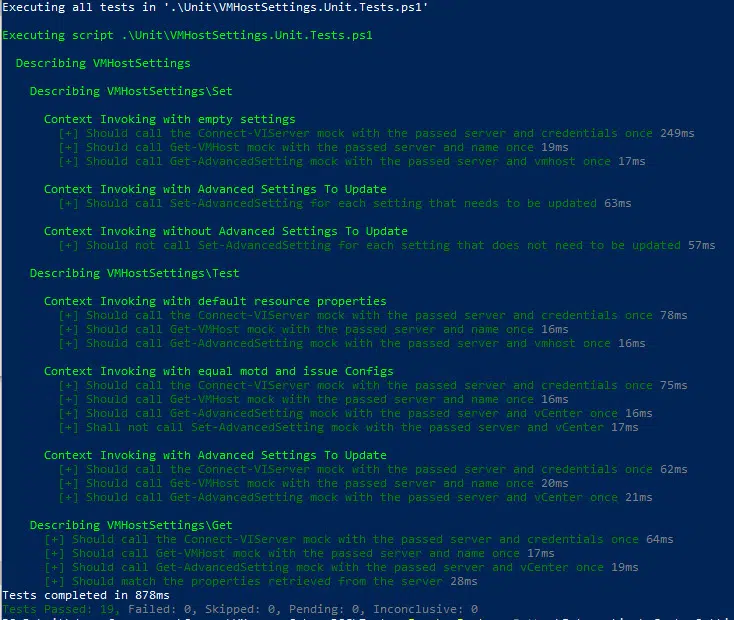 Executing all tests in '.\Unit\VMHostSettings.Unit.Tests.ps1'
Executing script .\Unit\VMHostSettings.Unit.Tests.ps1
Describing VMHostSettings
Describing VMHostSettings\Set
Context Invoking with empty settings
[+] Should call the Connect-VIServer mock with the passed server and credentials once 249ms
[+] Should call Get-VMHost mock with the passed server and name once 19ms
[+] Should call Get-AdvancedSetting mock with the passed server and vmhost once 17ms
Context Invoking with Advanced Settings To Update
[+] Should call Set-AdvancedSetting for each setting that needs to be updated 63ms
Context Invoking without Advanced Settings To Update
[+] Should not call Set-AdvancedSetting for each setting that does not need to be updated 57ms
Describing VMHostSettings\Test
Context Invoking with default resource properties
[+] Should call the Connect-VIServer mock with the passed server and credentials once 78ms
[+] Should call Get-VMHost mock with the passed server and name once 16ms
[+] Should call Get-AdvancedSetting mock with the passed server and vmhost once 16ms
Context Invoking with equal motd and issue Configs
[+] Should call the Connect-VIServer mock with the passed server and credentials once 75ms
[+] Should call Get-VMHost mock with the passed server and name once 16ms
[+] Should call Get-AdvancedSetting mock with the passed server and vCenter once 16ms
[+] Shall not call Set-AdvancedSetting mock with the passed server and vCenter 17ms
Context Invoking with Advanced Settings To Update
[+] Should call the Connect-VIServer mock with the passed server and credentials once 62ms
[+] Should call Get-VMHost mock with the passed server and name once 20ms
[+] Should call Get-AdvancedSetting mock with the passed server and vCenter once 21ms
Describing VMHostSettings\Get
[+] Should call the Connect-VIServer mock with the passed server and credentials once 64ms
[+] Should call Get-VMHost mock with the passed server and name once 17ms
[+] Should call Get-AdvancedSetting mock with the passed server and vCenter once 19ms
[+] Should match the properties retrieved from the server 28ms
Tests completed in 878ms
Tests Passed: 19, Failed: 0, Skipped: 0, Pending: 0, Inconclusive: 0